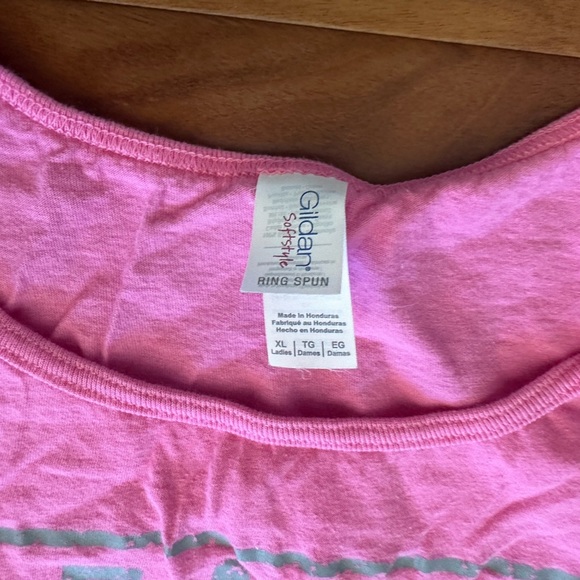 Gildan®
Softstyle
RING SPUN
Made in Honduras
Fabriqué au Honduras
Hecho en Honduras
XL | TG | EG
Ladies | Dames | Damas